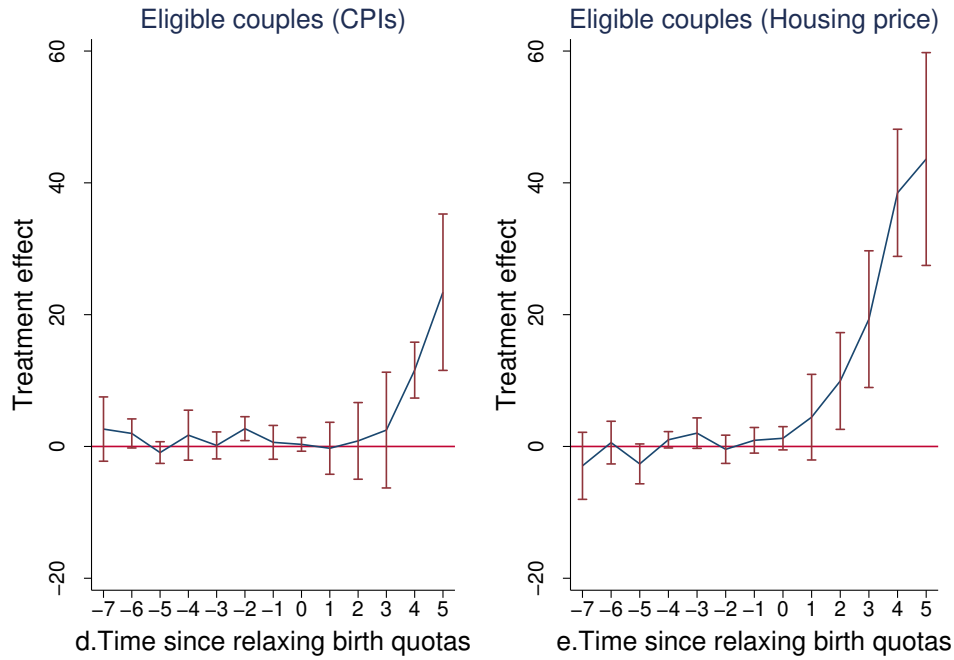 Eligible couples (CPIs)
Treatment effect
60
40
20
0
−20
−7 −6 −5 −4 −3 −2 −1 0 1 2 3 4 5
d.Time since relaxing birth quotas
Eligible couples (Housing price)
Treatment effect
60
40
20
0
−20
−7 −6 −5 −4 −3 −2 −1 0 1 2 3 4 5
e.Time since relaxing birth quotas